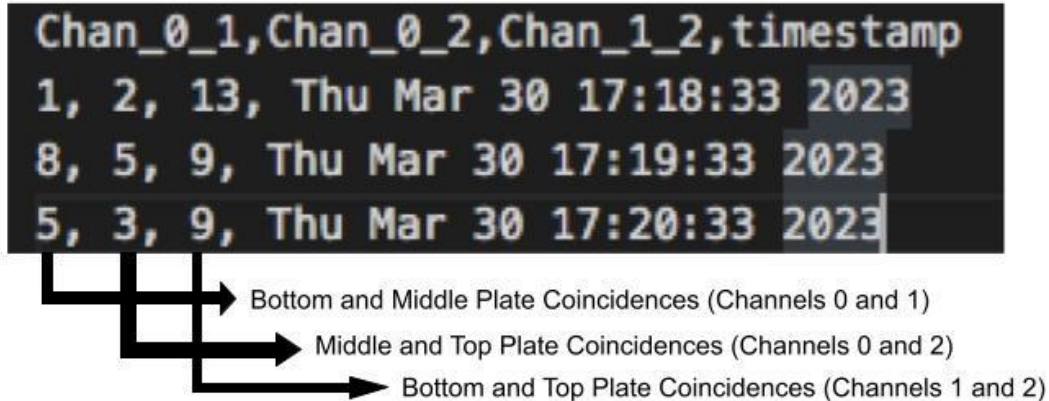 Chan_0_1,Chan_0_2,Chan_1_2,timestamp
1, 2, 13, Thu Mar 30 17:18:33 2023
8, 5, 9, Thu Mar 30 17:19:33 2023
5, 3, 9, Thu Mar 30 17:20:33 2023
Bottom and Middle Plate Coincidences (Channels 0 and 1)
Middle and Top Plate Coincidences (Channels 0 and 2)
Bottom and Top Plate Coincidences (Channels 1 and 2)